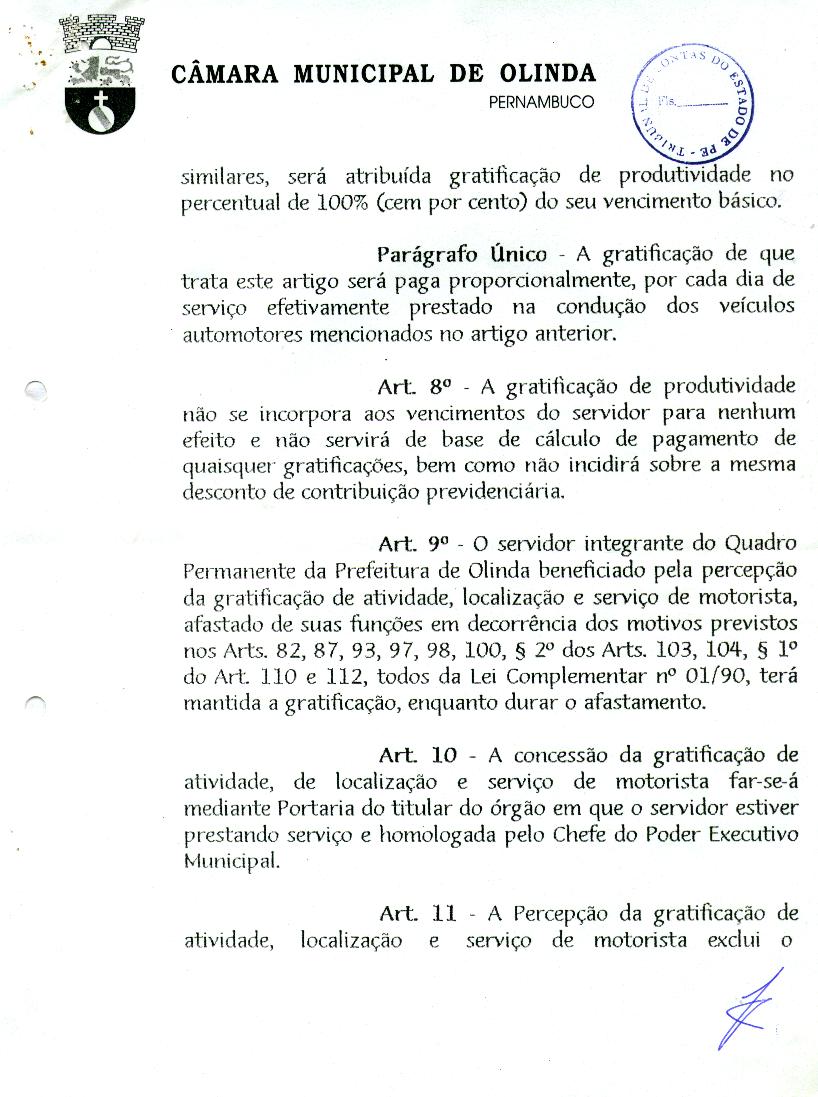 CÂMARA MUNICIPAL DE OLINDA
PERNAMBUCO
TRIBUNAL DE CONTAS DO ESTADO DE PE -
Fls.
similares, será atribuída gratificação de produtividade no
percentual de 100% (cem por cento) do seu vencimento básico.
Parágrafo Único - A gratificação de que
trata este artigo será paga proporcionalmente, por cada dia de
serviço efetivamente prestado na condução dos veículos
automotores mencionados no artigo anterior.
Art. 8º - A gratificação de produtividade
não se incorpora aos vencimentos do servidor para nenhum
efeito e não servirá de base de cálculo de pagamento de
quaisquer gratificações, bem como não incidirá sobre a mesma
desconto de contribuição previdenciária.
Art. 9º - O servidor integrante do Quadro
Permanente da Prefeitura de Olinda beneficiado pela percepção
da gratificação de atividade, localização e serviço de motorista,
afastado de suas funções em decorrência dos motivos previstos
nos Arts. 82, 87, 93, 97, 98, 100, § 2º dos Arts. 103, 104, § 1º
do Art. 110 e 112, todos da Lei Complementar nº 01/90, terá
mantida a gratificação, enquanto durar o afastamento.
Art. 10 - A concessão da gratificação de
atividade, de localização e serviço de motorista far-se-á
mediante Portaria do titular do órgão em que o servidor estiver
prestando serviço e homologada pelo Chefe do Poder Executivo
Municipal.
Art. 11 - A Percepção da gratificação de
atividade, localização e serviço de motorista exclui o